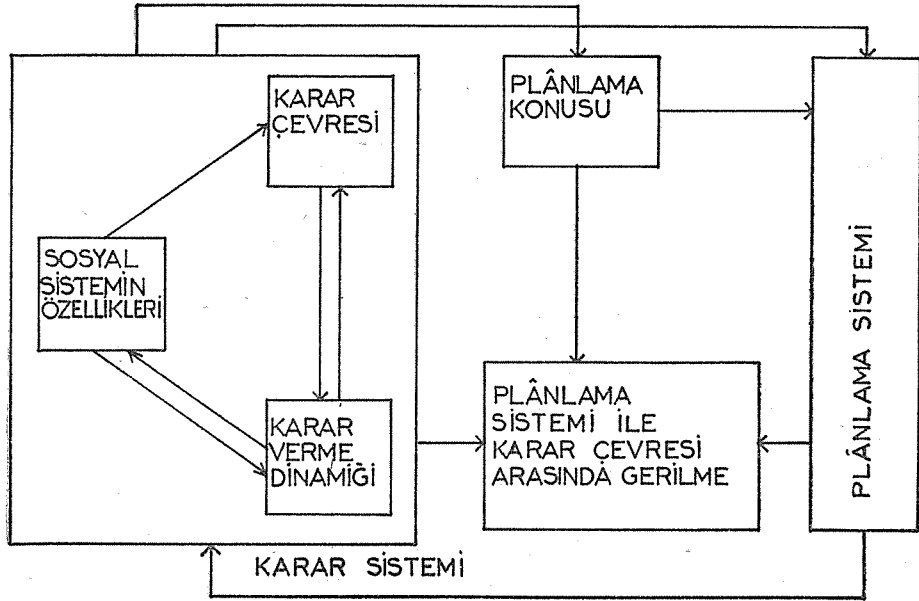 KARAR
ÇEVRESİ
PLÂNLAMA
KONUSU
SOSYAL
SİSTEMİN
ÖZELLİKLERİ
KARAR
VERME
DİNAMİĞİ
PLÂNLAMA
SİSTEMİ İLE
KARAR ÇEVRESİ
ARASINDA GERİLME
PLÂNLAMA SİSTEMİ
KARAR SİSTEMİ